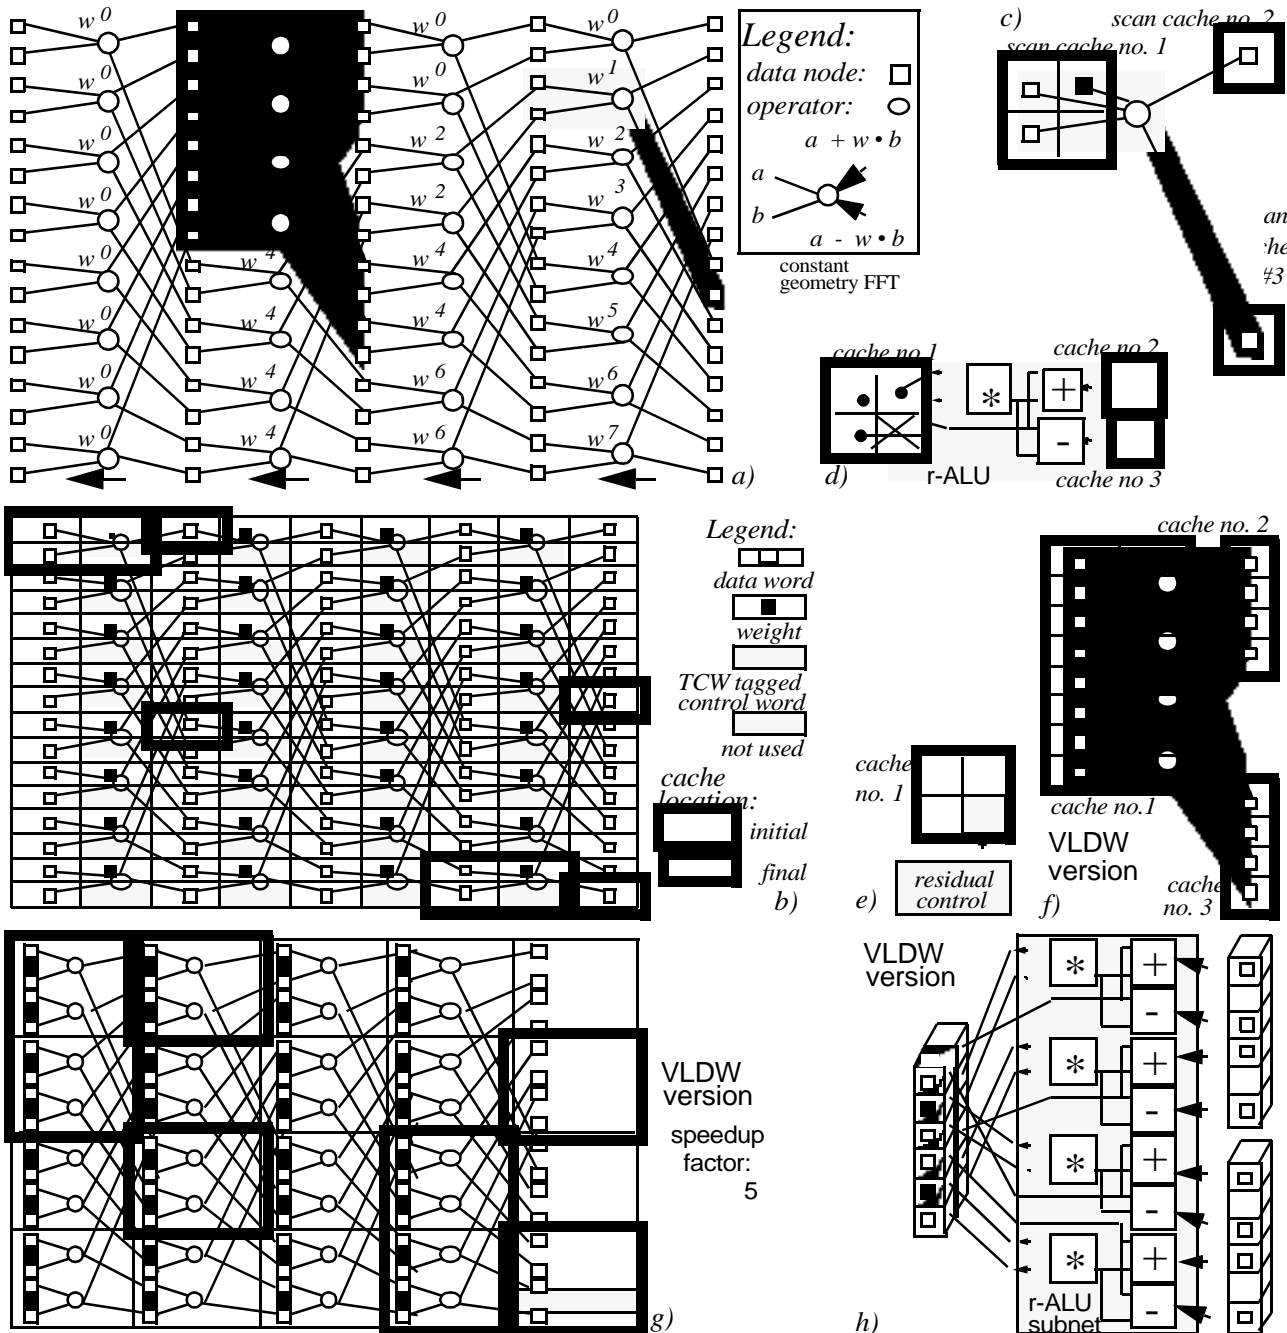 w0 w0 w0
w0 w0 w1
w0 w2 w2
w0 w2 w3
w0 w4 w4 w4
w0 w4 w4 w5
w0 w4 w6 w6
w0 w4 w6 w7
a)
Legend:
data node:
operator:
a + w • b
a
b
a - w • b
constant
geometry FFT
c)
scan cache no. 2
scan cache no. 1
#3
cache no.1
cache no.2
*
+
-
d)
r-ALU
cache no 3
Legend:
data word
weight
TCW tagged
control word
not used
cache
location:
initial
final
b)
cache
no. 1
residual
control
e)
cache no. 2
cache no.1
VLDW
version
cache
no. 3
f)
VLDW
version
speedup
factor:
5
g)
VLDW
version
*
+
-
*
+
-
*
+
-
*
+
-
r-ALU
subnet
h)